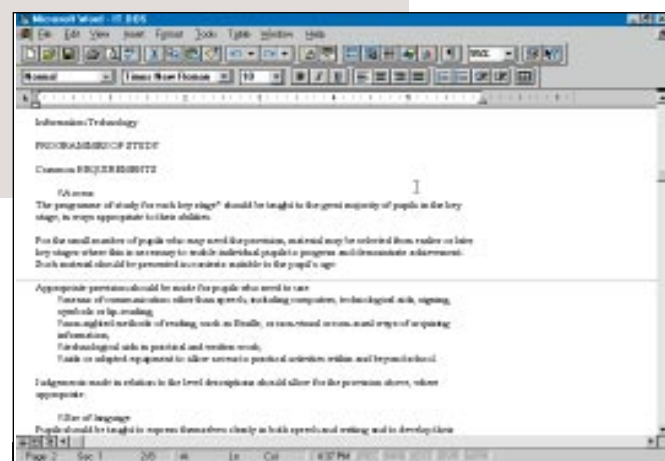 Microsoft Word - IT.DOS
File Edit View Insert Format Tools Table Window Help
Normal Times New Roman 10 B I U
Information Technology
PROGRAMMES OF STUDY
Common REQUIREMENTS
Access
The programme of study for each key stage* should be taught to the great majority of pupils in the key
stage, in ways appropriate to their abilities.
For the small number of pupils who may need the provision, material may be selected from earlier or later
key stages where this is necessary to enable individual pupils to progress and demonstrate achievement.
Such material should be presented in contexts suitable to the pupil's age.
Appropriate provision should be made for pupils who need to use:
means of communication other than speech, including computers, technological aids, signing,
symbols or lip-reading;
non-sighted methods of reading, such as Braille, or non-visual or non-aural ways of acquiring
information;
technological aids in practical and written work;
aids or adapted equipment to allow access to practical activities within and beyond school.
Judgements made in relation to the level descriptions should allow for the provision above, where
appropriate.
Use of language
Pupils should be taught to express themselves clearly in both speech and writing and to develop their
Page 2 Sec 1 2/8 At Ln Col 4:37 PM